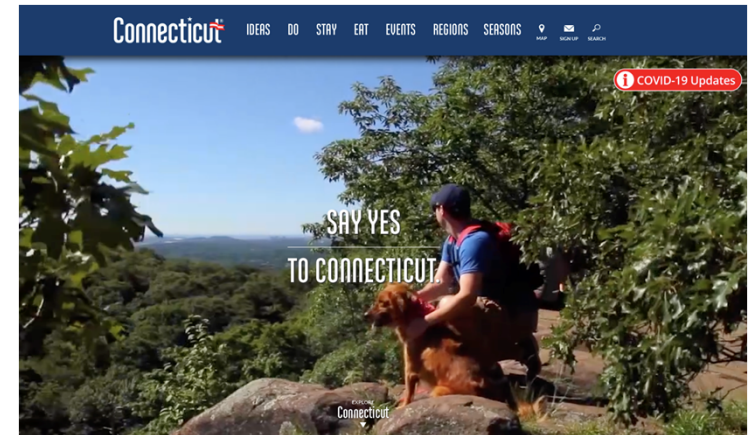 Connecticut
IDEAS DO STAY EAT EVENTS REGIONS SEASONS MAP SIGN UP SEARCH
COVID-19 Updates
SAY YES
TO CONNECTICUT
EXPLORE
Connecticut